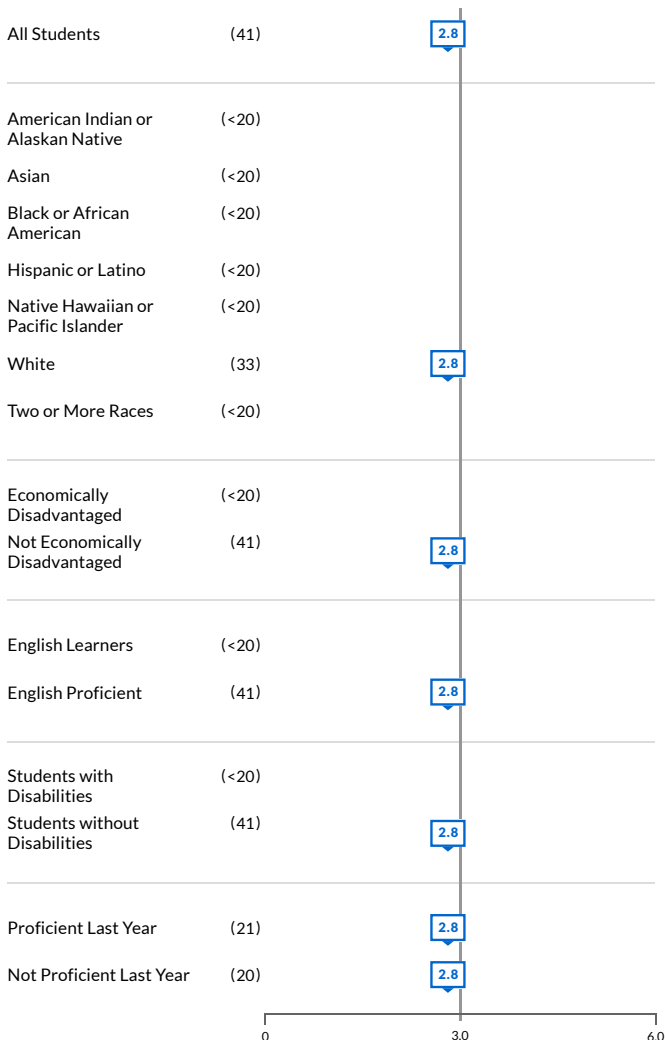 All Students (41) 2.8
American Indian or (<20)
Alaskan Native
Asian (<20)
Black or African (<20)
American
Hispanic or Latino (<20)
Native Hawaiian or (<20)
Pacific Islander
White (33) 2.8
Two or More Races (<20)
Economically (<20)
Disadvantaged
Not Economically (41) 2.8
Disadvantaged
English Learners (<20)
English Proficient (41) 2.8
Students with (<20)
Disabilities
Students without (41) 2.8
Disabilities
Proficient Last Year (21) 2.8
Not Proficient Last Year (20) 2.8
0 3.0 6.0